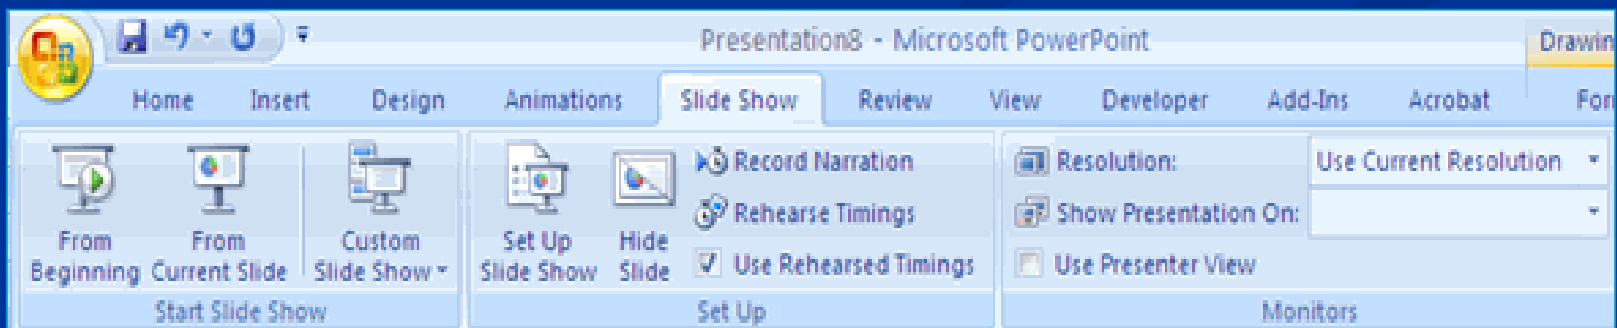 Presentation8 - Microsoft PowerPoint
Drawin
Home Insert Design Animations Slide Show Review View Developer Add-Ins Acrobat For
From Beginning
From Current Slide
Custom Slide Show
Start Slide Show
Set Up Slide Show
Hide Slide
Record Narration
Rehearse Timings
Use Rehearsed Timings
Set Up
Resolution: Use Current Resolution
Show Presentation On:
Use Presenter View
Monitors